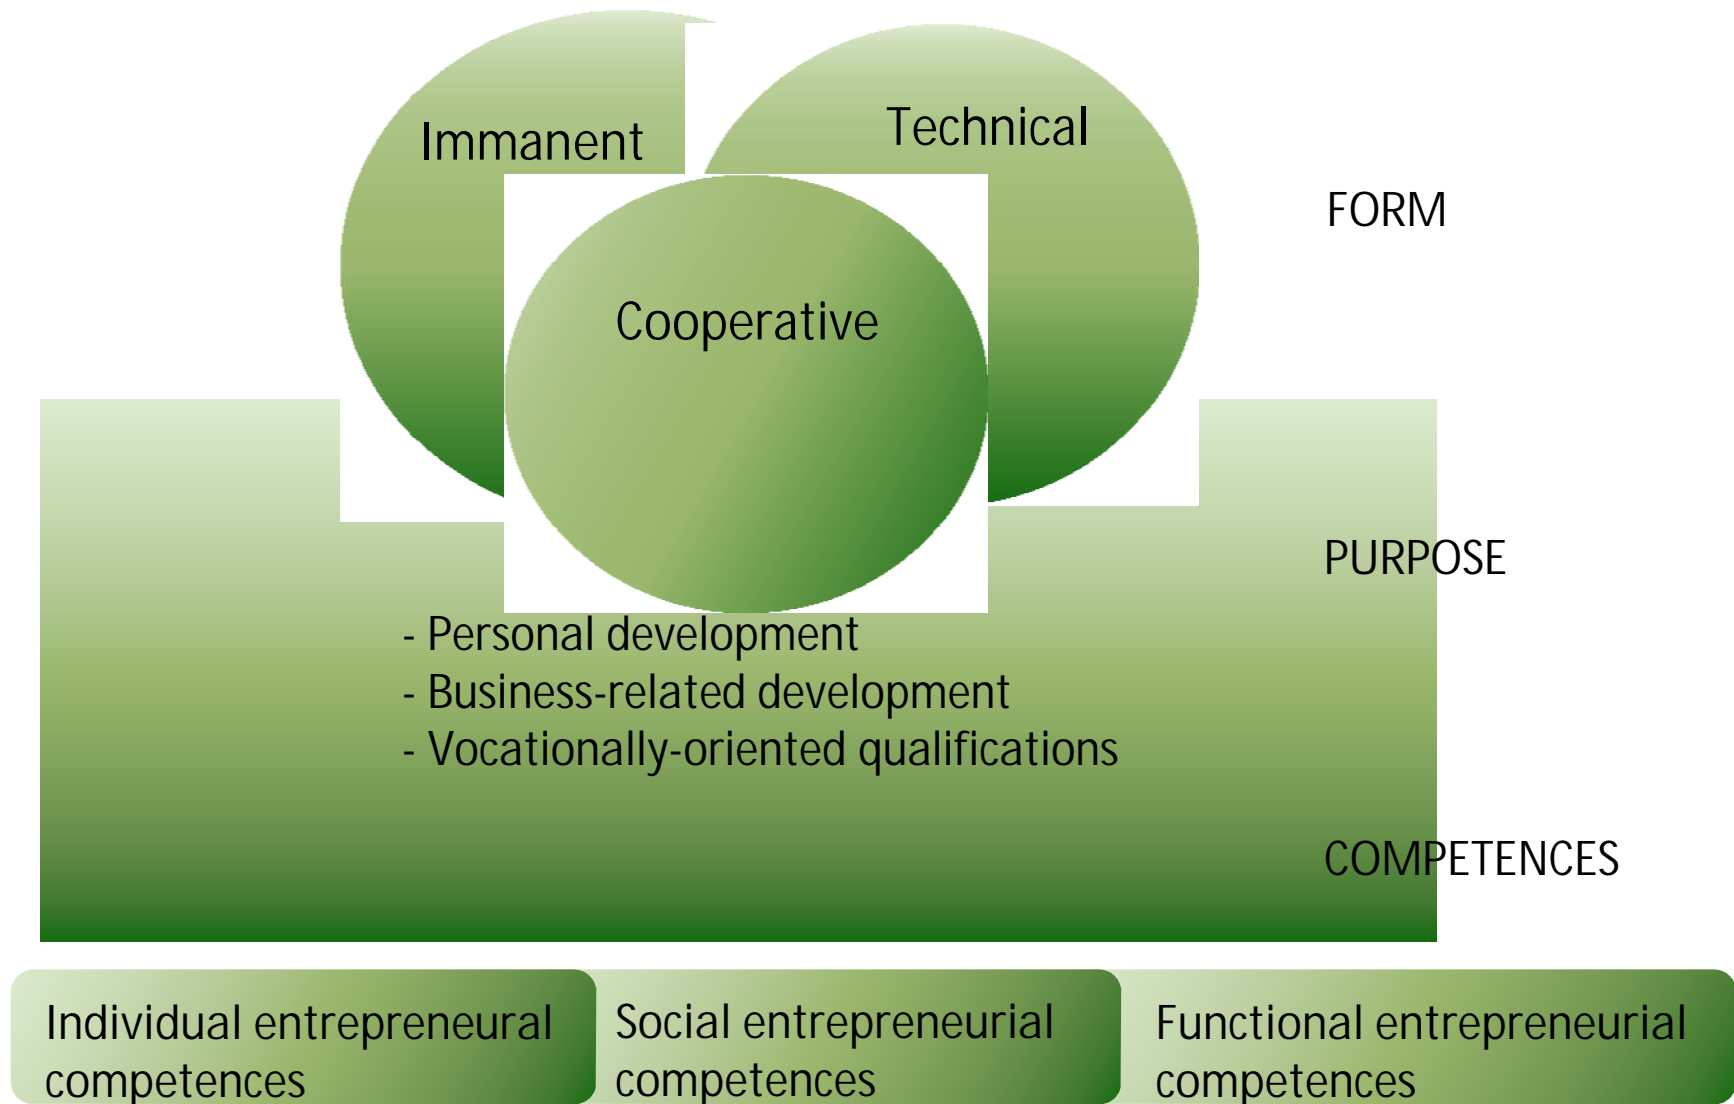 Immanent
Technical
FORM
Cooperative
PURPOSE
- Personal development
- Business-related development
- Vocationally-oriented qualifications
COMPETENCES
Individual entrepreneural
competences
Social entrepreneurial
competences
Functional entrepreneurial
competences